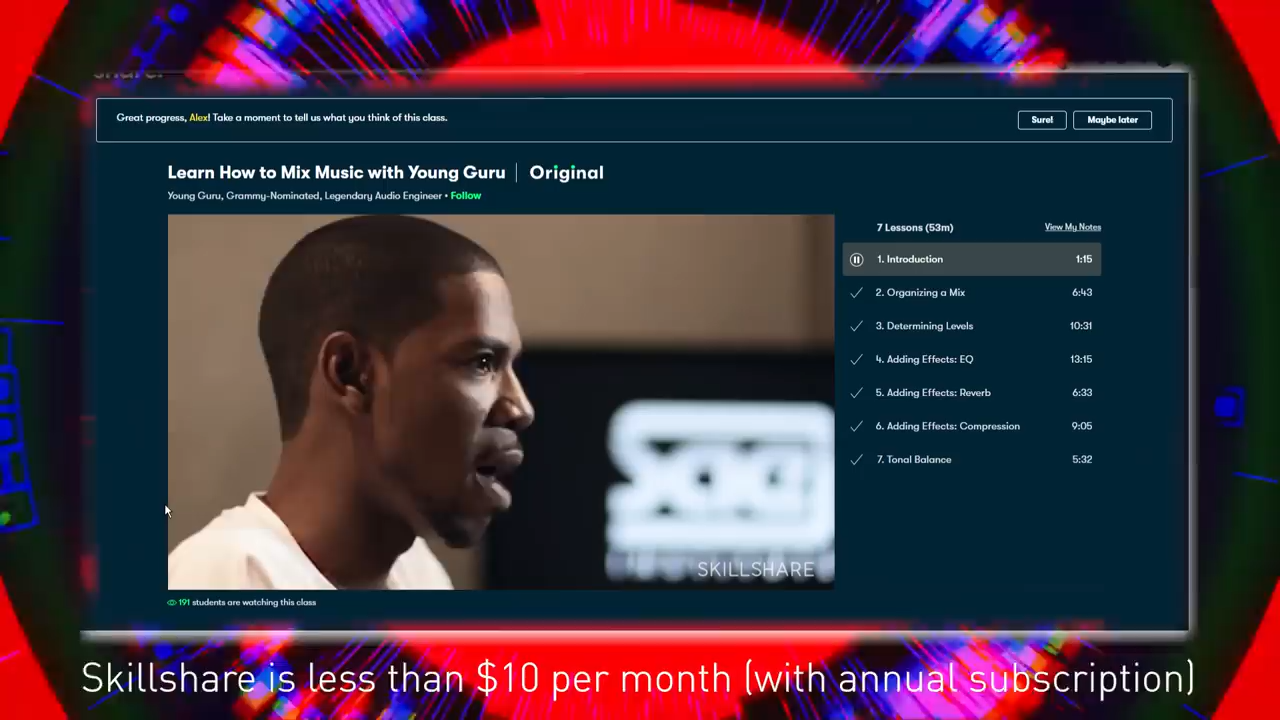 Great progress, Alex! Take a moment to tell us what you think of this class.
Sure!
Maybe later
Learn How to Mix Music with Young Guru | Original
Young Guru, Grammy-Nominated, Legendary Audio Engineer • Follow
7 Lessons (53m)
View My Notes
1. Introduction 1:15
2. Organizing a Mix 6:43
3. Determining Levels 10:31
4. Adding Effects: EQ 13:15
5. Adding Effects: Reverb 6:33
6. Adding Effects: Compression 9:05
7. Tonal Balance 5:32
SKILLSHARE
191 students are watching this class
Skillshare is less than $10 per month (with annual subscription)